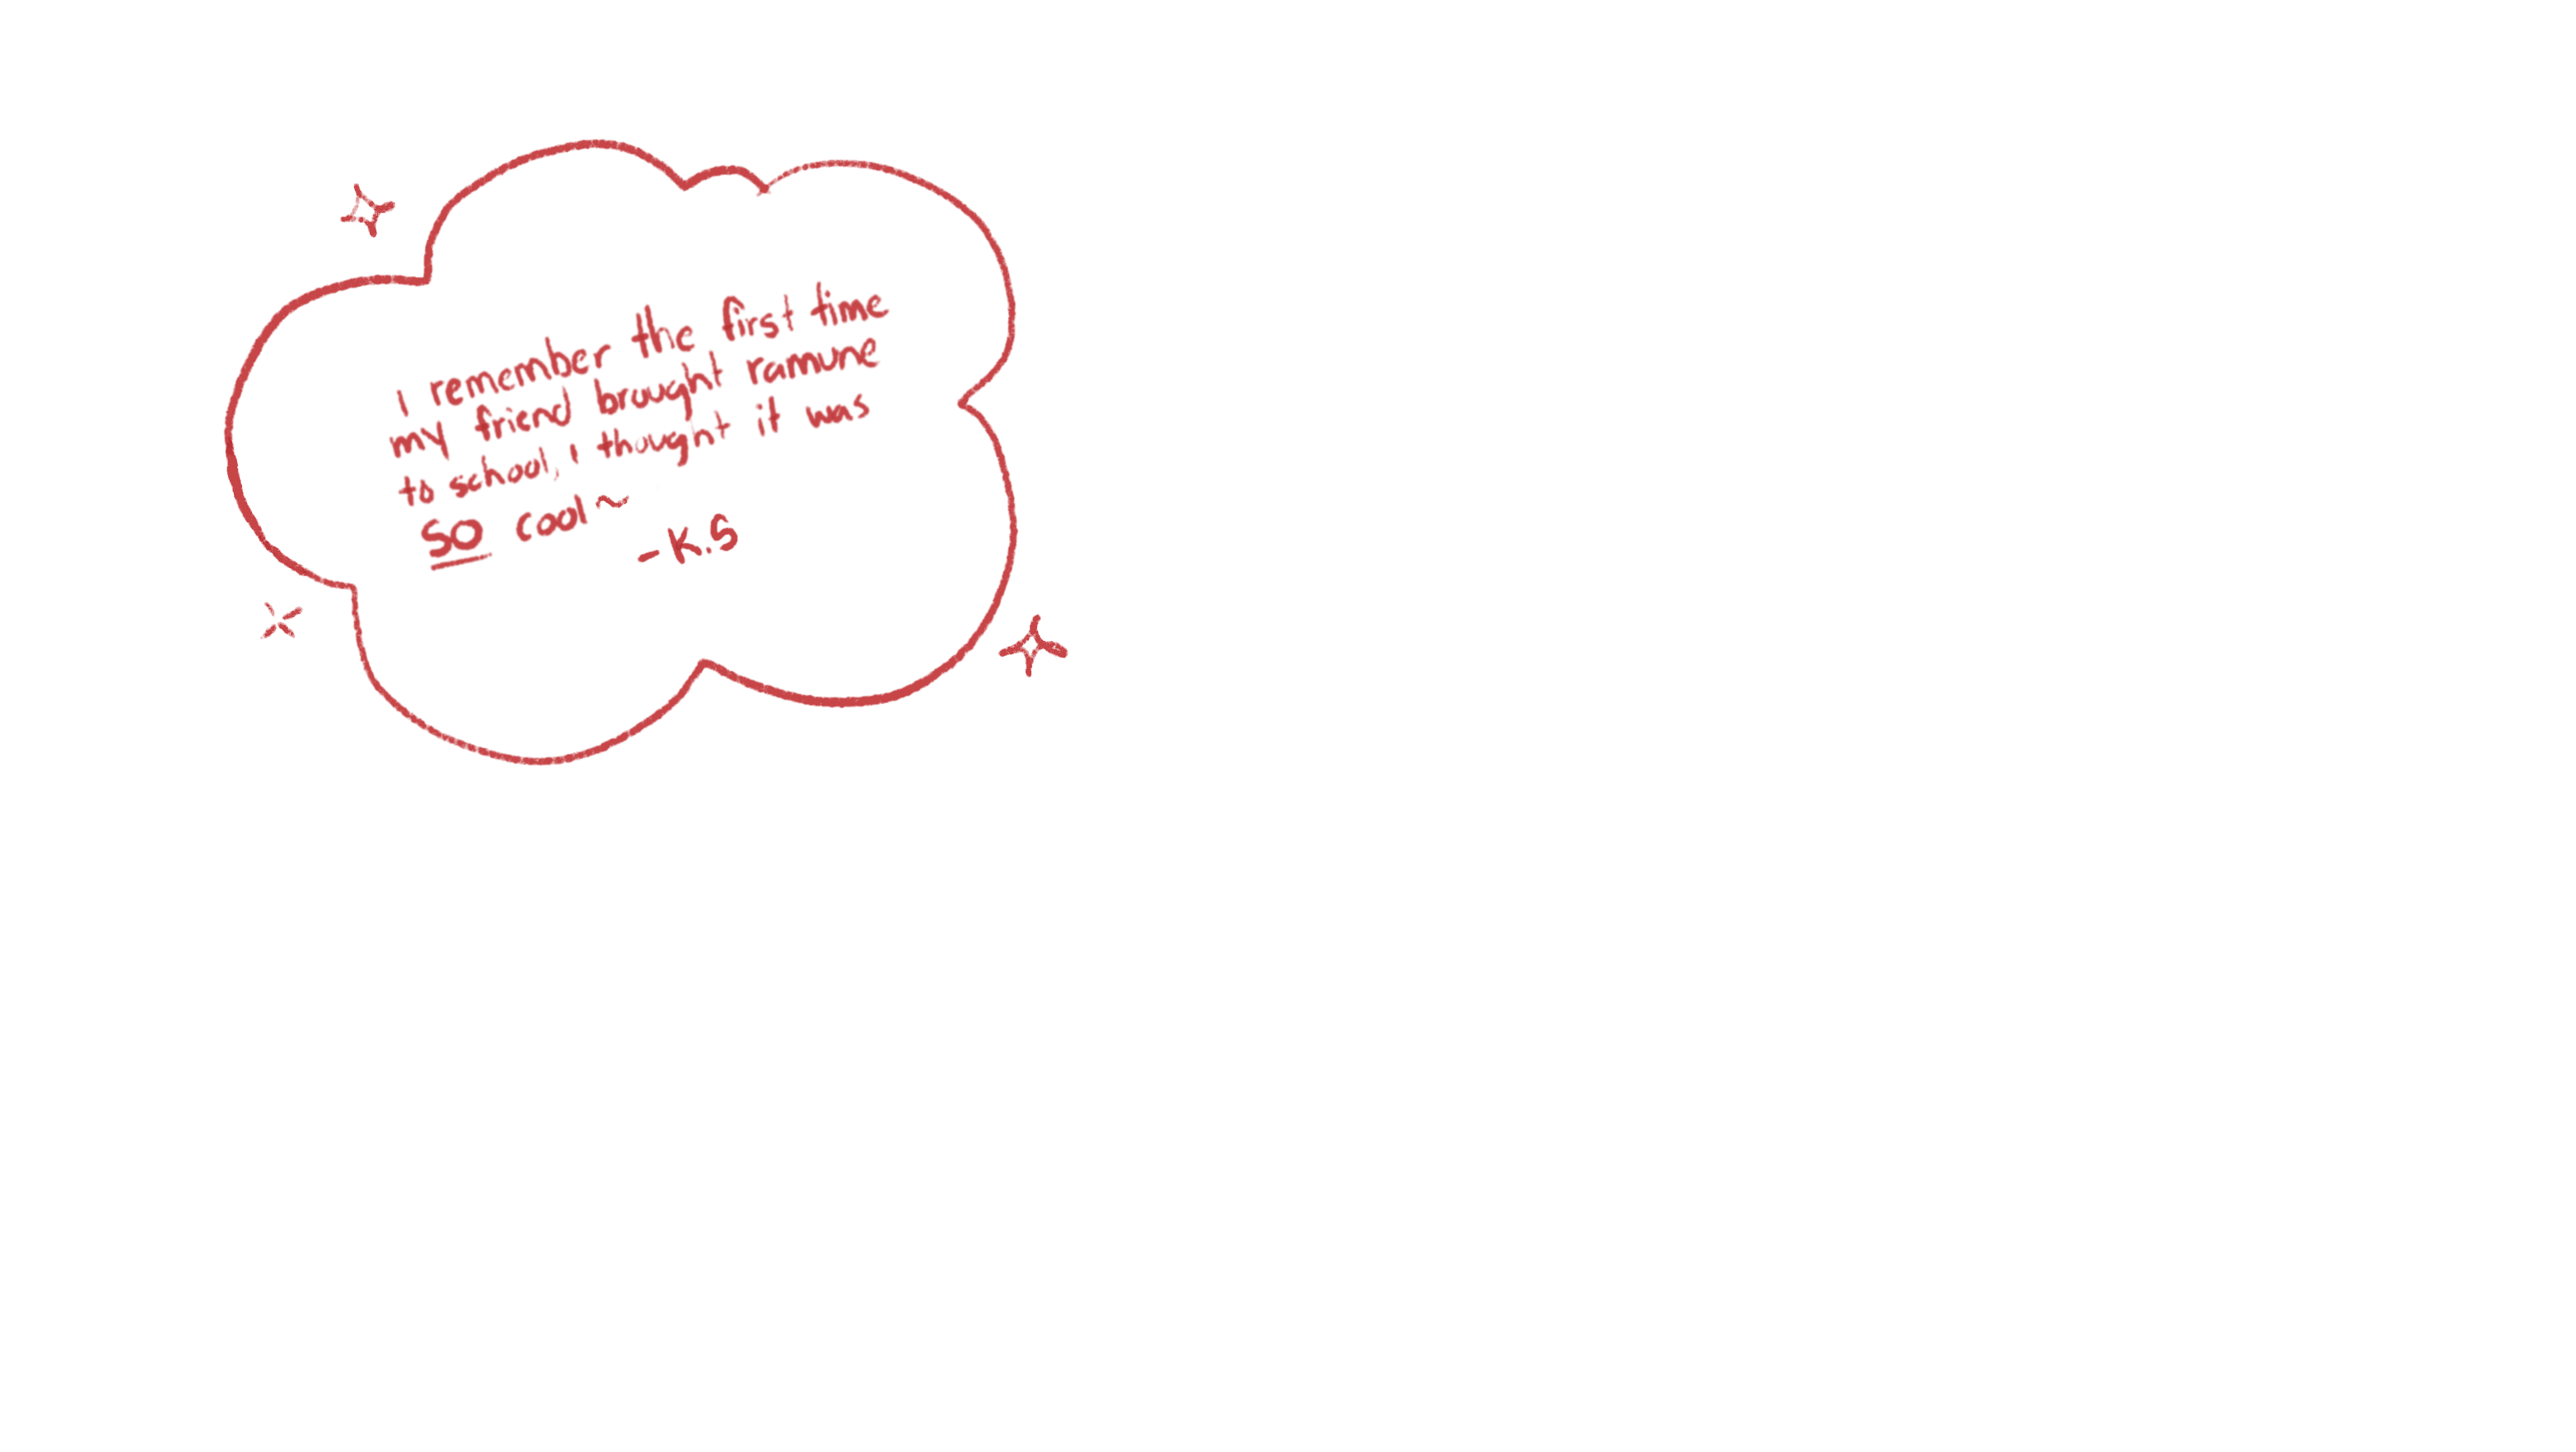 I remember the first time
my friend brought ramune
to school, I thought it was
SO cool~
-K.S